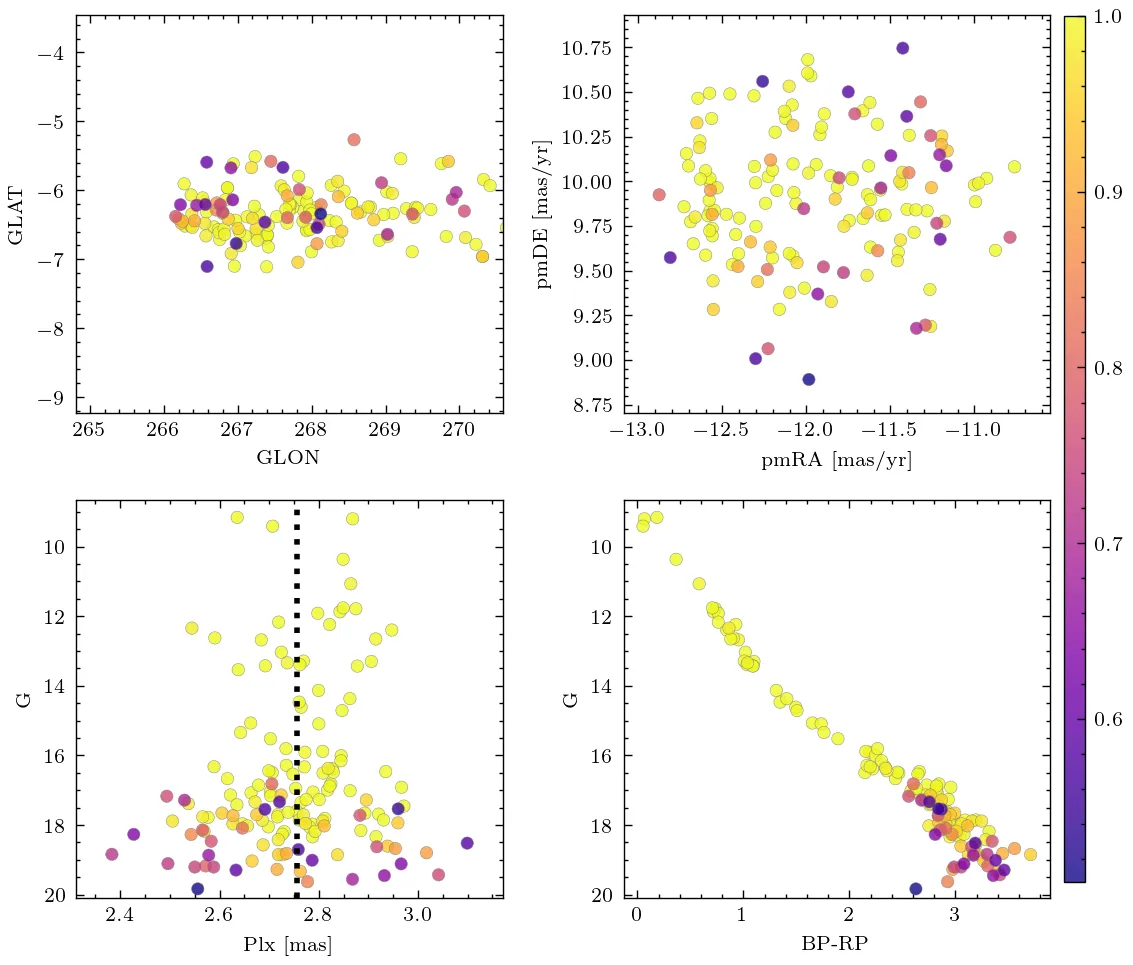 −4
−5
−6
−7
−8
−9
GLAT
265 266 267 268 269 270
GLON
10.75
10.50
10.25
10.00
9.75
9.50
9.25
9.00
8.75
pmDE [mas/yr]
−13.0 −12.5 −12.0 −11.5 −11.0
pmRA [mas/yr]
1.0
0.9
0.8
0.7
0.6
10
12
14
16
18
20
G
2.4 2.6 2.8 3.0
Plx [mas]
10
12
14
16
18
20
G
0 1 2 3
BP-RP